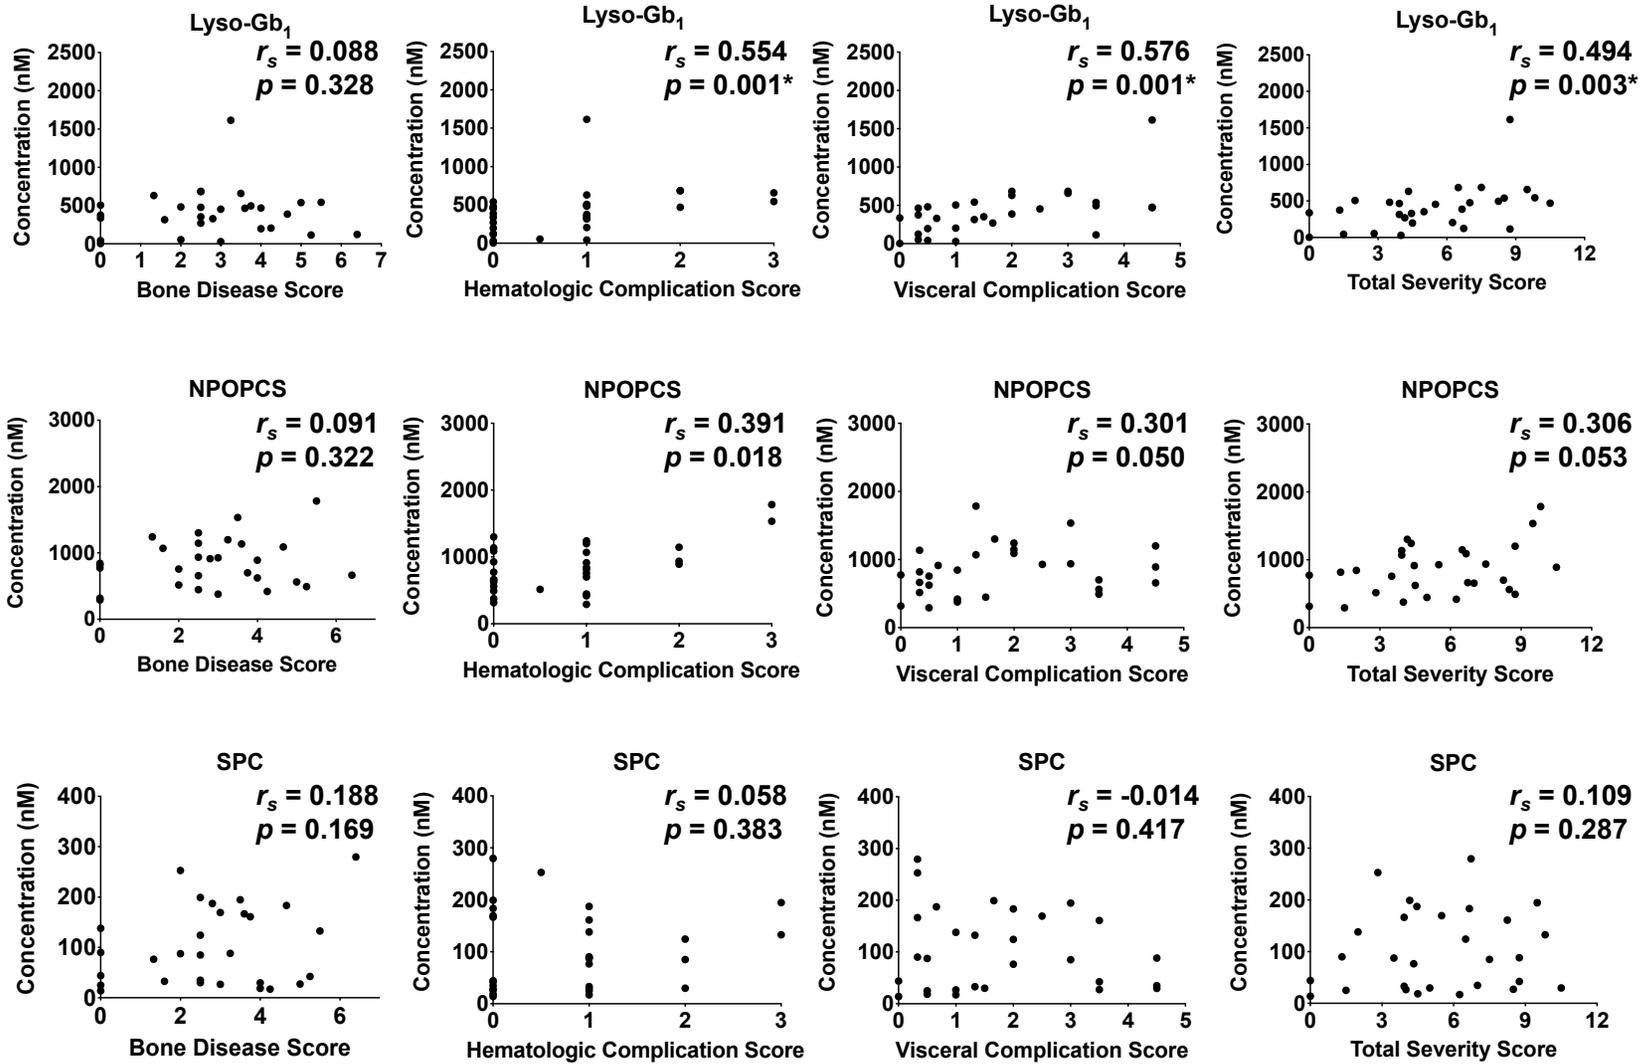 Lyso-Gb1
rs = 0.088
p = 0.328
Concentration (nM)
2500
2000
1500
1000
500
0
0 1 2 3 4 5 6 7
Bone Disease Score
Lyso-Gb1
rs = 0.554
p = 0.001*
Concentration (nM)
2500
2000
1500
1000
500
0
0 1 2 3
Hematologic Complication Score
Lyso-Gb1
rs = 0.576
p = 0.001*
Concentration (nM)
2500
2000
1500
1000
500
0
0 1 2 3 4 5
Visceral Complication Score
Lyso-Gb1
rs = 0.494
p = 0.003*
Concentration (nM)
2500
2000
1500
1000
500
0
0 3 6 9 12
Total Severity Score
NPOPCS
rs = 0.091
p = 0.322
Concentration (nM)
3000
2000
1000
0
0 2 4 6
Bone Disease Score
NPOPCS
rs = 0.391
p = 0.018
Concentration (nM)
3000
2000
1000
0
0 1 2 3
Hematologic Complication Score
NPOPCS
rs = 0.301
p = 0.050
Concentration (nM)
3000
2000
1000
0
0 1 2 3 4 5
Visceral Complication Score
NPOPCS
rs = 0.306
p = 0.053
Concentration (nM)
3000
2000
1000
0
0 3 6 9 12
Total Severity Score
SPC
rs = 0.188
p = 0.169
Concentration (nM)
400
300
200
100
0
0 2 4 6
Bone Disease Score
SPC
rs = 0.058
p = 0.383
Concentration (nM)
400
300
200
100
0
0 1 2 3
Hematologic Complication Score
SPC
rs = -0.014
p = 0.417
Concentration (nM)
400
300
200
100
0
0 1 2 3 4 5
Visceral Complication Score
SPC
rs = 0.109
p = 0.287
Concentration (nM)
400
300
200
100
0
0 3 6 9 12
Total Severity Score